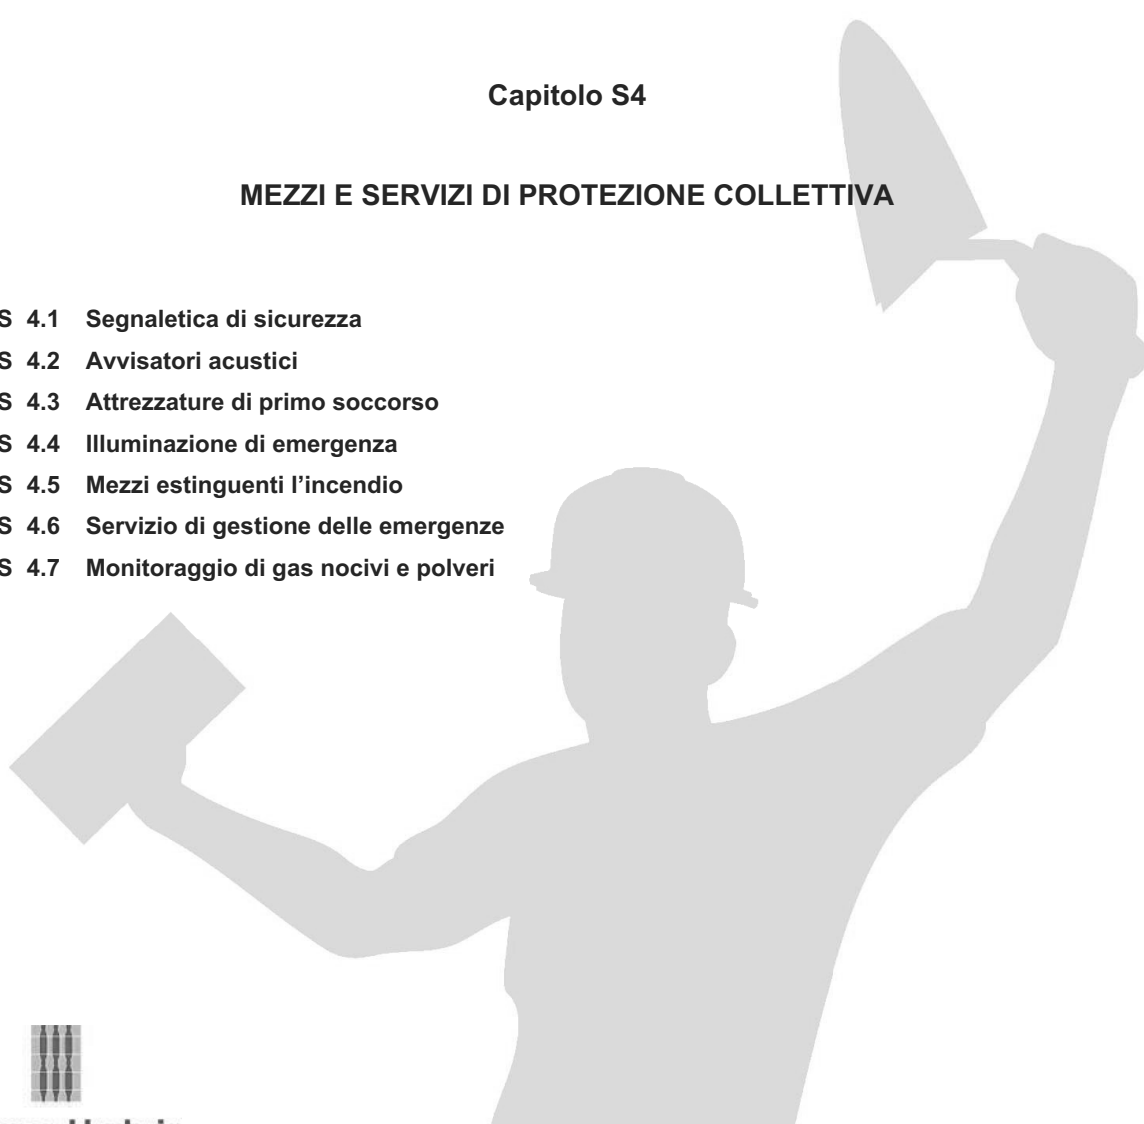 Capitolo S4
MEZZI E SERVIZI DI PROTEZIONE COLLETTIVA
S 4.1 Segnaletica di sicurezza
S 4.2 Avvisatori acustici
S 4.3 Attrezzature di primo soccorso
S 4.4 Illuminazione di emergenza
S 4.5 Mezzi estinguenti l’incendio
S 4.6 Servizio di gestione delle emergenze
S 4.7 Monitoraggio di gas nocivi e polveri